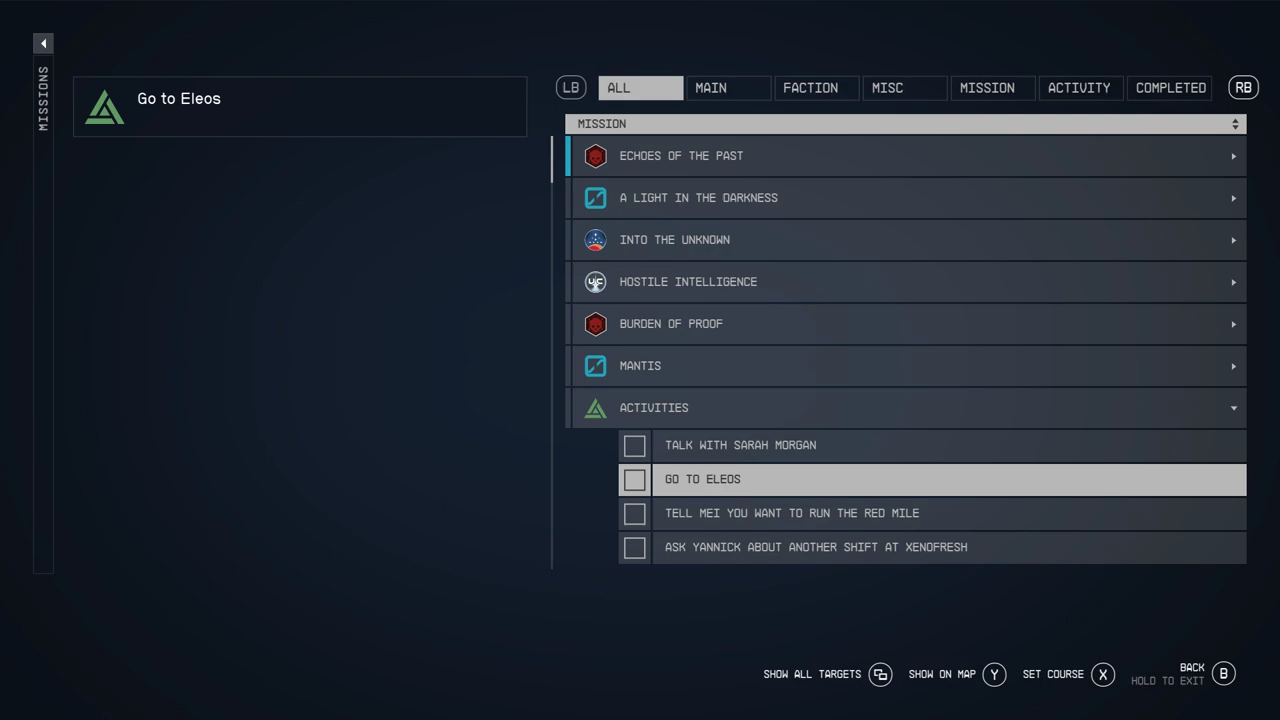 MISSIONS
Go to Eleos
LB
ALL
MAIN
FACTION
MISC
MISSION
ACTIVITY
COMPLETED
RB
MISSION
ECHOES OF THE PAST
A LIGHT IN THE DARKNESS
INTO THE UNKNOWN
HOSTILE INTELLIGENCE
BURDEN OF PROOF
MANTIS
ACTIVITIES
TALK WITH SARAH MORGAN
GO TO ELEOS
TELL MEI YOU WANT TO RUN THE RED MILE
ASK YANNICK ABOUT ANOTHER SHIFT AT XENOFRESH
SHOW ALL TARGETS
SHOW ON MAP Y
SET COURSE X
BACK B
HOLD TO EXIT